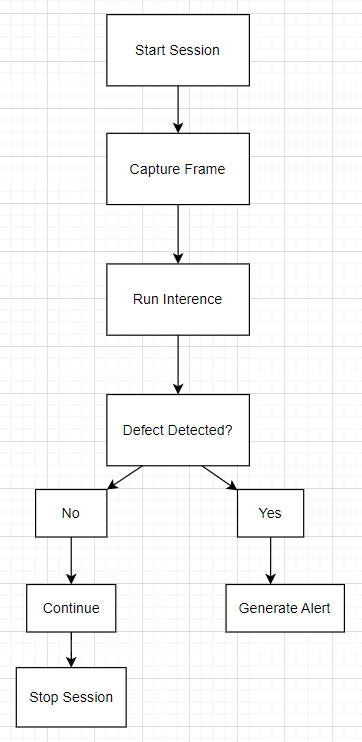 Start Session
Capture Frame
Run Interence
Defect Detected?
No
Yes
Continue
Generate Alert
Stop Session